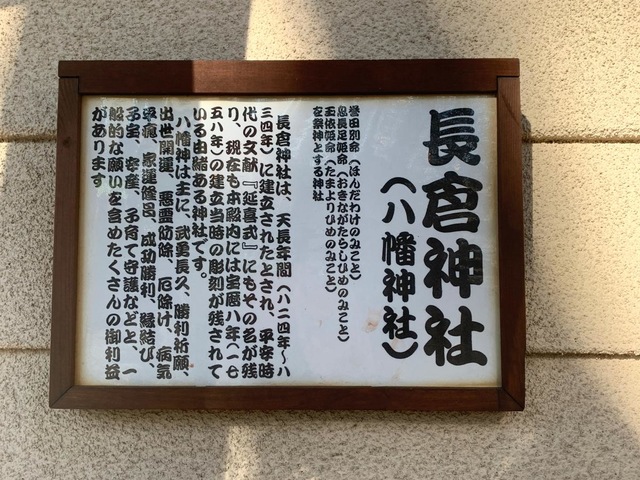 長倉神社
（八幡神社）
誉田別命（ほんだわけのみこと）
息長足姫命（おきながたらしひめのみこと）
玉依姫命（たまよりひめのみこと）
を祭神とする神社
長倉神社は、天長年間（八二四年～八
三四年）に建立されたとされ、平安時
代の文献『延喜式』にもその名が残
り、現在も本殿内には宝暦八年（一七
五八年）の建立当時の彫刻が残されて
いる由緒ある神社です。
八幡神は主に、武運長久、勝利祈願、
出世開運、悪霊防除、厄除け、病気
平癒、家運隆昌、成功勝利、縁結び、
子宝、安産、子育て守護などと、一
般的な願いを含めたくさんの御利益
があります